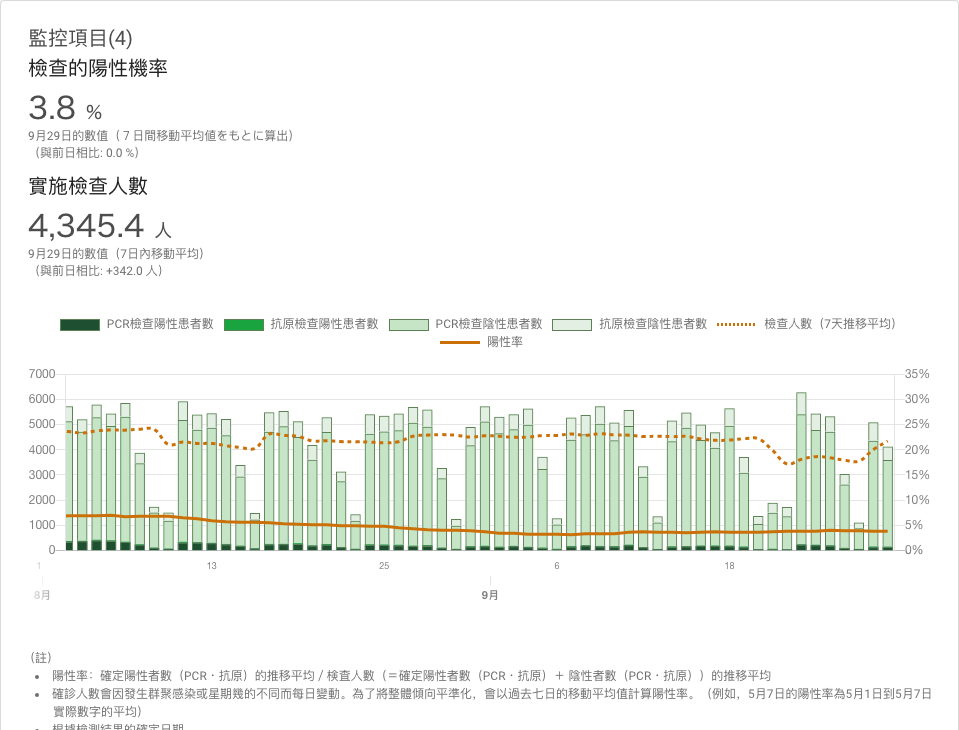 監控項目(4)
檢查的陽性機率
3.8 %
9月29日的數值（７日間移動平均値をもとに算出）
（與前日相比: 0.0 %）
實施檢查人數
4,345.4 人
9月29日的數值（7日內移動平均）
（與前日相比: +342.0 人）
PCR檢查陽性患者數 抗原檢查陽性患者數 PCR檢查陰性患者數 抗原檢查陰性患者數 檢查人數（7天推移平均）
陽性率
7000 35%
6000 30%
5000 25%
4000 20%
3000 15%
2000 10%
1000 5%
0 0%
1 13 25 6 18
8月 9月
（註）
• 陽性率：確定陽性者數（PCR・抗原）的推移平均 / 検査人數（＝確定陽性者數（PCR・抗原）＋ 陰性者數（PCR・抗原））的推移平均
• 確診人數會因發生群聚感染或星期幾的不同而每日變動。為了將整體傾向平準化，會以過去七日的移動平均值計算陽性率。（例如，5月7日的陽性率為5月1日到5月7日
實際數字的平均）
• 根據檢測結果的確定日期